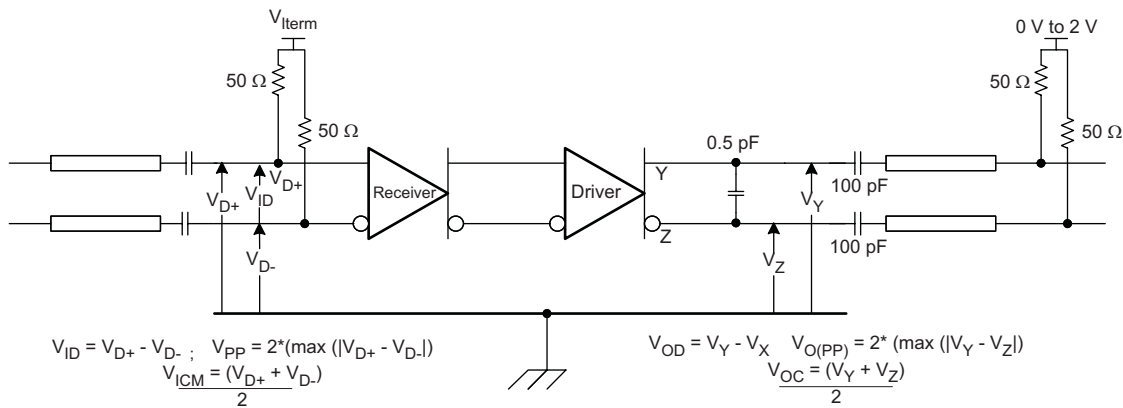 V_Iterm
0 V to 2 V
50 Ω
50 Ω
50 Ω
50 Ω
0.5 pF
V_D+
V_ID
V_D+
Receiver
Driver
Y
Z
V_Y
100 pF
V_D-
V_Z
100 pF
V_ID = V_D+ - V_D- ; V_PP = 2*(max (|V_D+ - V_D-|)
V_ICM = (V_D+ + V_D-)
2
V_OD = V_Y - V_X V_O(PP) = 2* (max (|V_Y - V_Z|)
V_OC = (V_Y + V_Z)
2